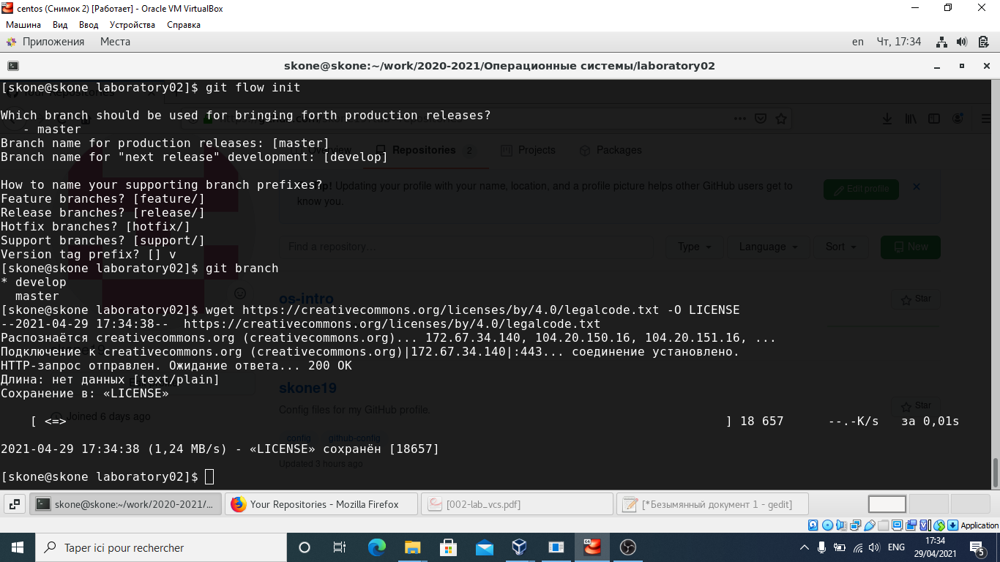 centos (Снимок 2) [Работает] - Oracle VM VirtualBox
Машина Вид Ввод Устройства Справка
Приложения Места en Чт, 17:34
skone@skone:~/work/2020-2021/Операционные системы/laboratory02
[skone@skone laboratory02]$ git flow init
Your Repositories
Which branch should be used for bringing forth production releases?
- master
Branch name for production releases: [master]
Overview Repositories 2 Projects Packages
Branch name for "next release" development: [develop]
How to name your supporting branch prefixes?
Updating your profile with your name, location, and a profile picture helps other GitHub users get to
know you.
Edit profile
Feature branches? [feature/]
Release branches? [release/]
Hotfix branches? [hotfix/]
Support branches? [support/]
Find a repository… Type Language Sort New
Version tag prefix? [] v
[skone@skone laboratory02]$ git branch
* develop
master
os-intro Star
[skone@skone laboratory02]$ wget https://creativecommons.org/licenses/by/4.0/legalcode.txt -O LICENSE
--2021-04-29 17:34:38-- https://creativecommons.org/licenses/by/4.0/legalcode.txt
Распознаётся creativecommons.org (creativecommons.org)... 172.67.34.140, 104.20.150.16, 104.20.151.16, ...
Подключение к creativecommons.org (creativecommons.org)|172.67.34.140|:443... соединение установлено.
HTTP-запрос отправлен. Ожидание ответа... 200 OK
Длина: нет данных [text/plain]
Сохранение в: «LICENSE»
skone19
Config files for my GitHub profile.
Star
Joined 6 days ago
[ <=> ] 18 657 --.-K/s за 0,01s
config github-config
2021-04-29 17:34:38 (1,24 MB/s) - «LICENSE» сохранён [18657]
Updated 3 hours ago
[skone@skone laboratory02]$
skone@skone:~/work/2020-2021/... Your Repositories - Mozilla Firefox [002-lab_vcs.pdf] [*Безымянный документ 1 - gedit]
Application
Taper ici pour rechercher
ENG
17:34
29/04/2021
5